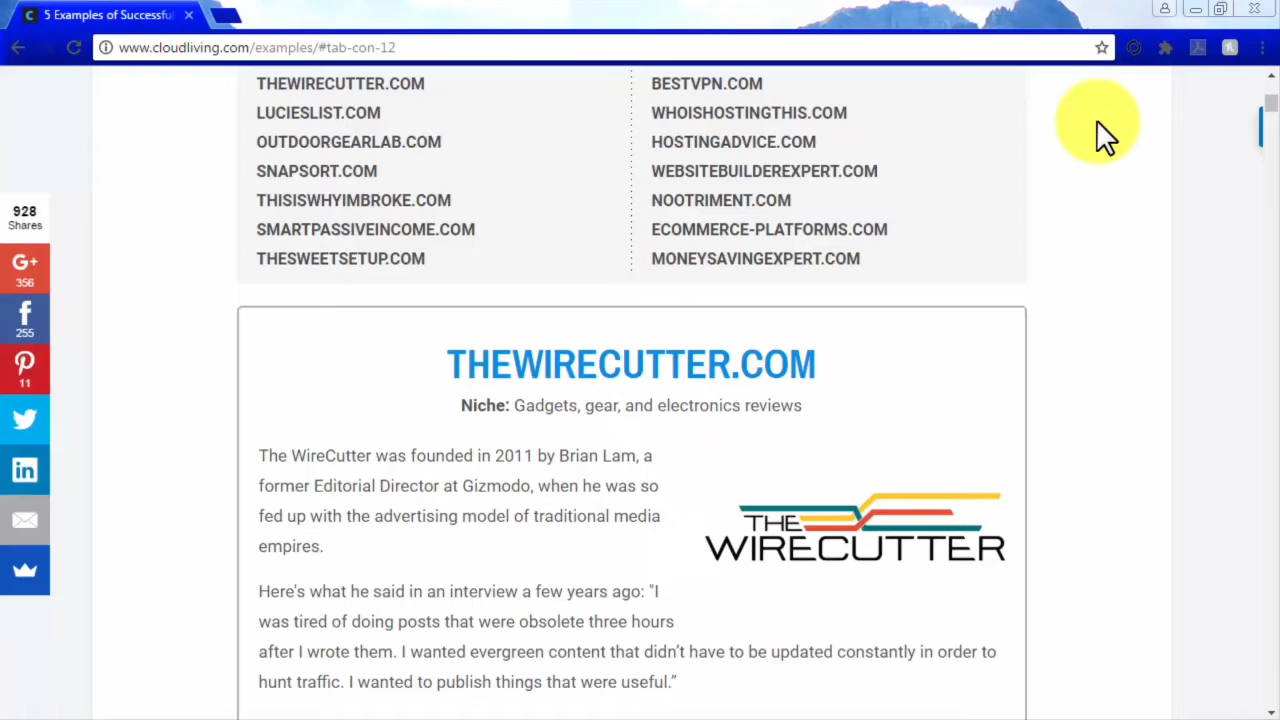 5 Examples of Successful
www.cloudliving.com/examples/#tab-con-12
THEWIRECUTTER.COM
LUCIESLIST.COM
OUTDOORGEARLAB.COM
SNAPSORT.COM
THISISWHYIMBROKE.COM
SMARTPASSIVEINCOME.COM
THESWEETSETUP.COM
BESTVPN.COM
WHOISHOSTINGTHIS.COM
HOSTINGADVICE.COM
WEBSITEBUILDEREXPERT.COM
NOOTRIMENT.COM
ECOMMERCE-PLATFORMS.COM
MONEYSAVINGEXPERT.COM
928
Shares
G+
356
255
11
THEWIRECUTTER.COM
Niche: Gadgets, gear, and electronics reviews
The WireCutter was founded in 2011 by Brian Lam, a
former Editorial Director at Gizmodo, when he was so
fed up with the advertising model of traditional media
empires.
THE
WIRECUTTER
Here's what he said in an interview a few years ago: "I
was tired of doing posts that were obsolete three hours
after I wrote them. I wanted evergreen content that didn't have to be updated constantly in order to
hunt traffic. I wanted to publish things that were useful.”